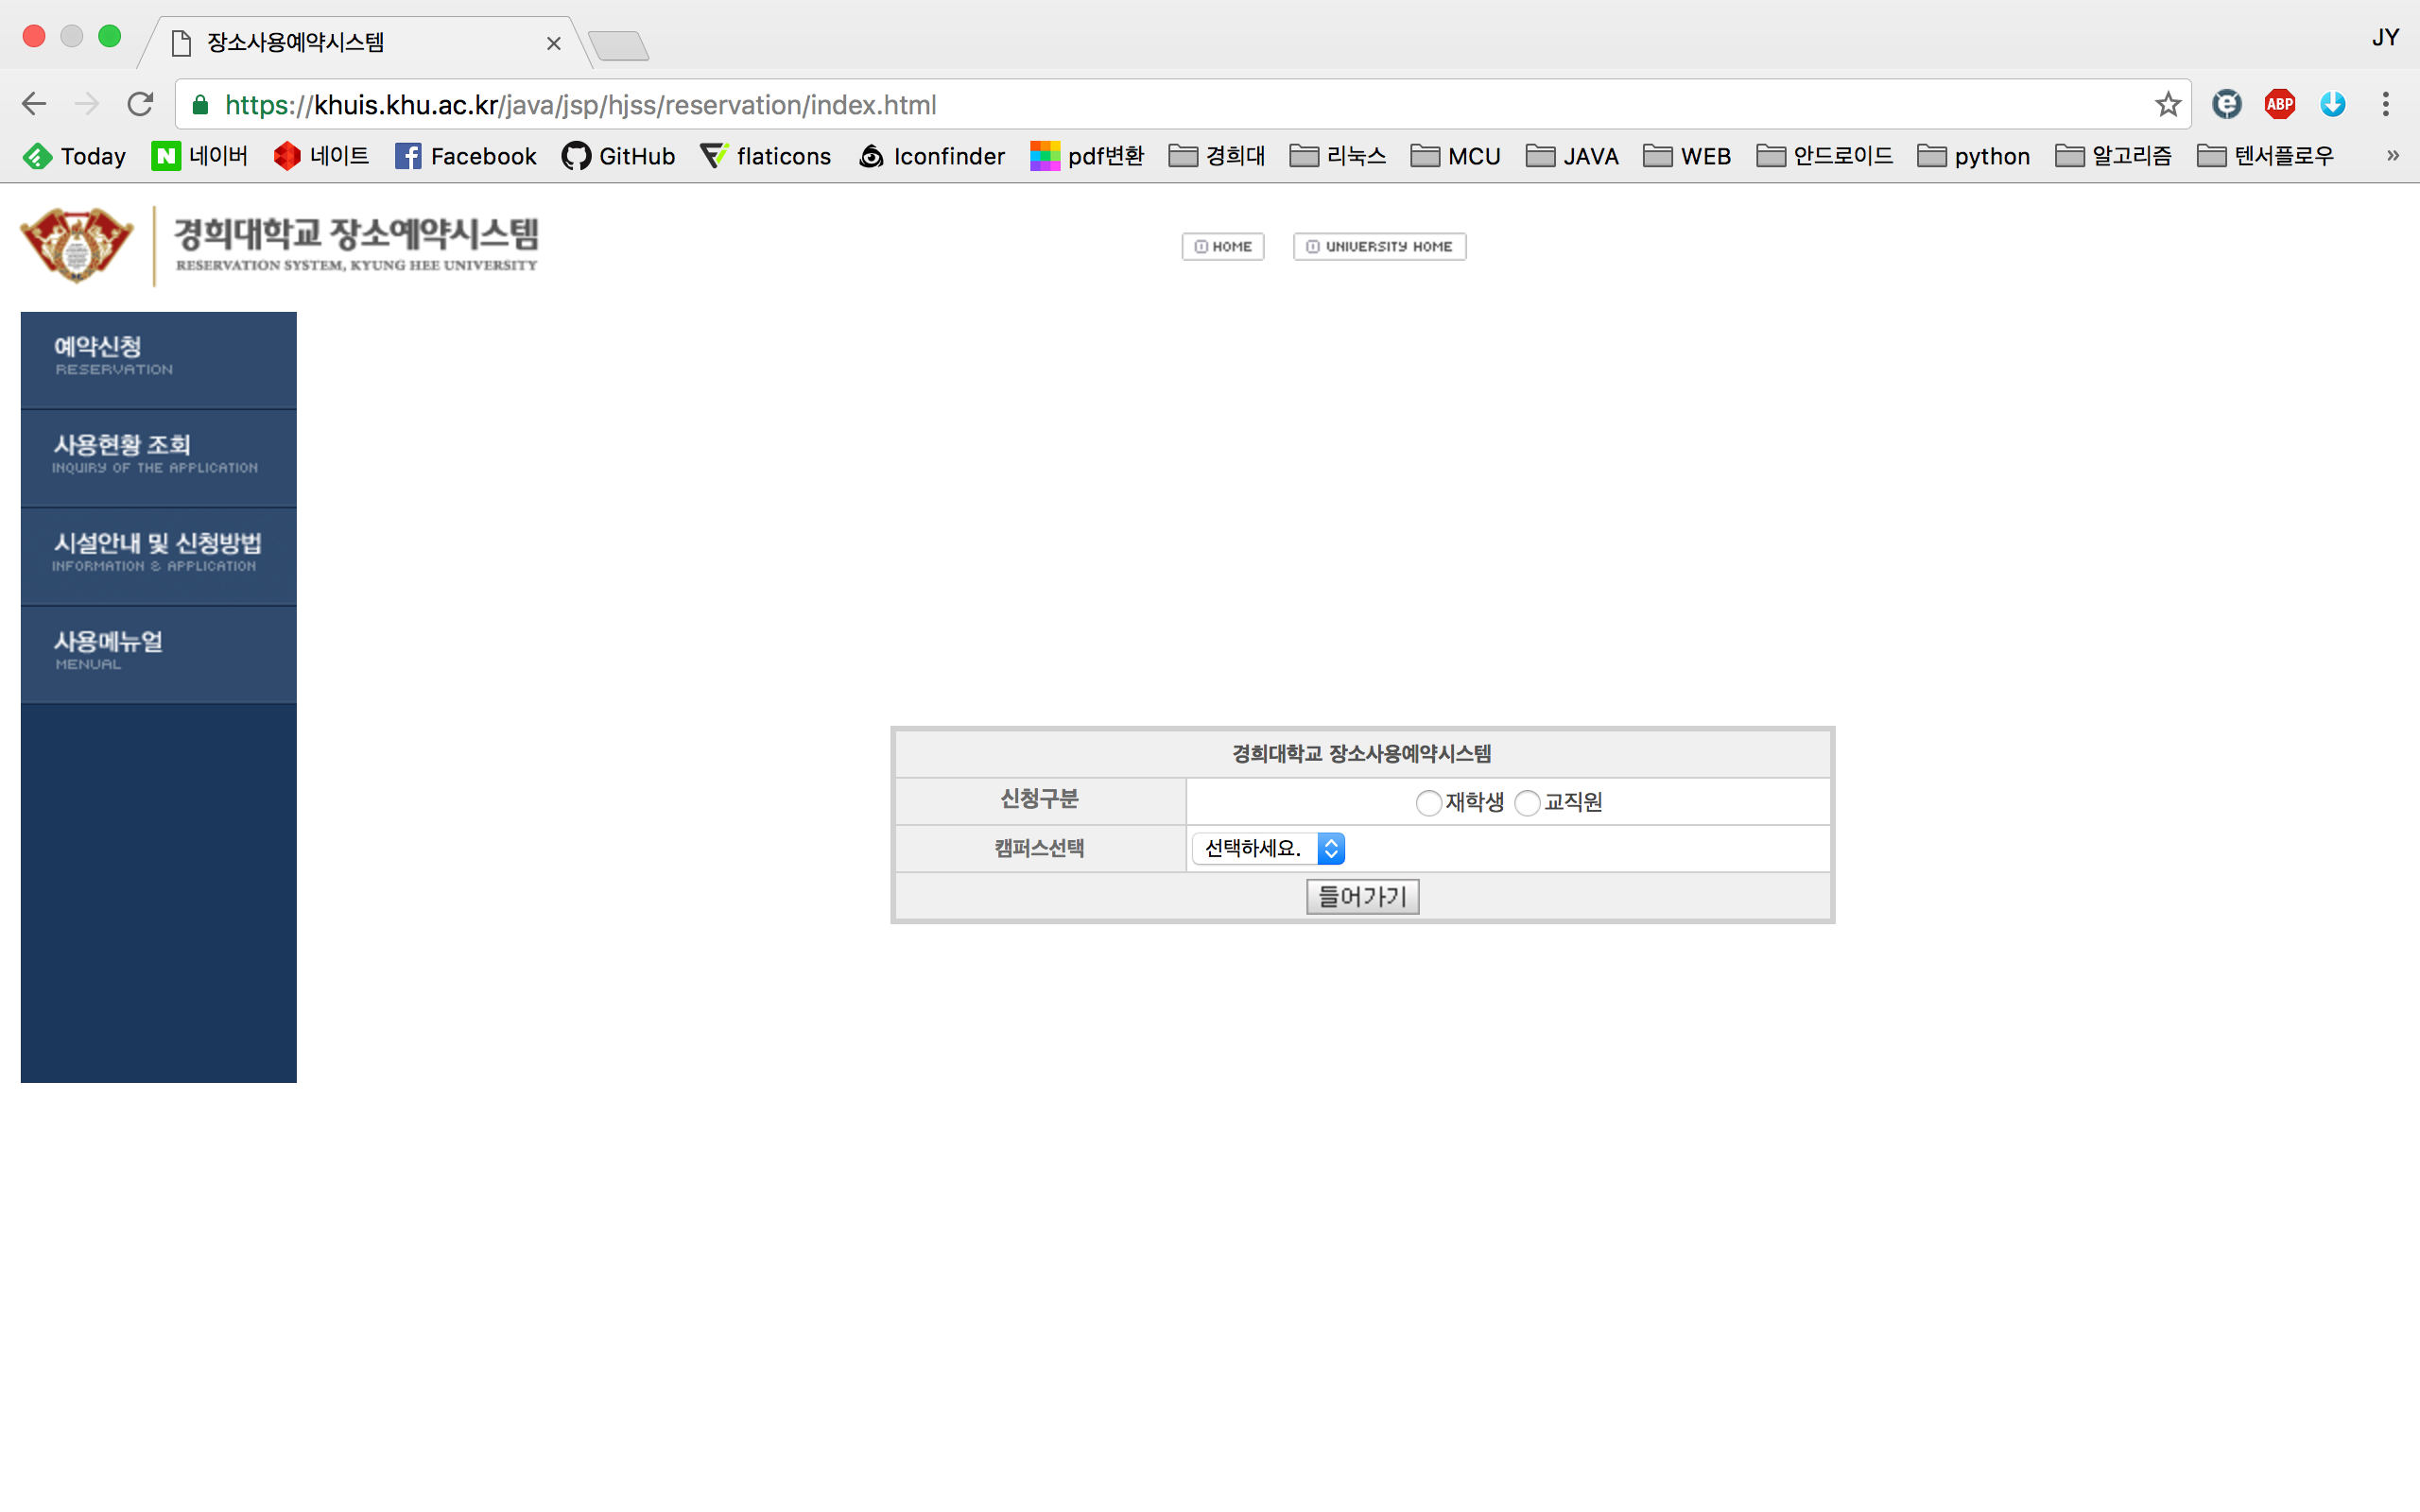 장소사용예약시스템
JY
https://khuis.khu.ac.kr/java/jsp/hjss/reservation/index.html
ABP
Today 네이버 네이트 Facebook GitHub flaticons Iconfinder pdf변환 경희대 리눅스 MCU JAVA WEB 안드로이드 python 알고리즘 텐서플로우 »
경희대학교 장소예약시스템
RESERVATION SYSTEM, KYUNG HEE UNIVERSITY
HOME UNIVERSITY HOME
예약신청
RESERVATION
사용현황 조회
INQUIRY OF THE APPLICATION
시설안내 및 신청방법
INFORMATION & APPLICATION
사용메뉴얼
MENUAL
경희대학교 장소사용예약시스템
신청구분 재학생 교직원
캠퍼스선택 선택하세요.
들어가기